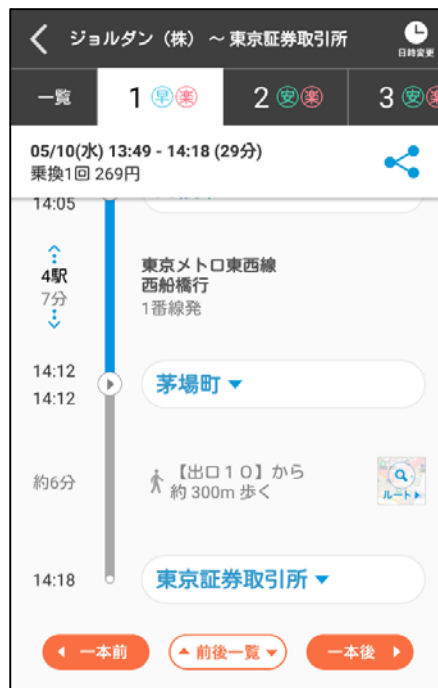 ジョルダン（株） ～ 東京証券取引所
日時変更
一覧
1 早 楽
2 安 楽
3 安 楽
05/10(水) 13:49 - 14:18 (29分)
乗換1回 269円
14:05
4駅
7分
東京メトロ東西線
西船橋行
1番線発
14:12
14:12
茅場町
約6分
【出口１０】から
約 300m 歩く
ルート
14:18
東京証券取引所
一本前
前後一覧
一本後